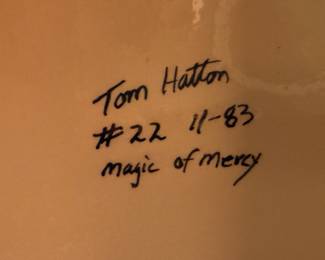 Tom Hatton
#22 11-83
magic of mercy